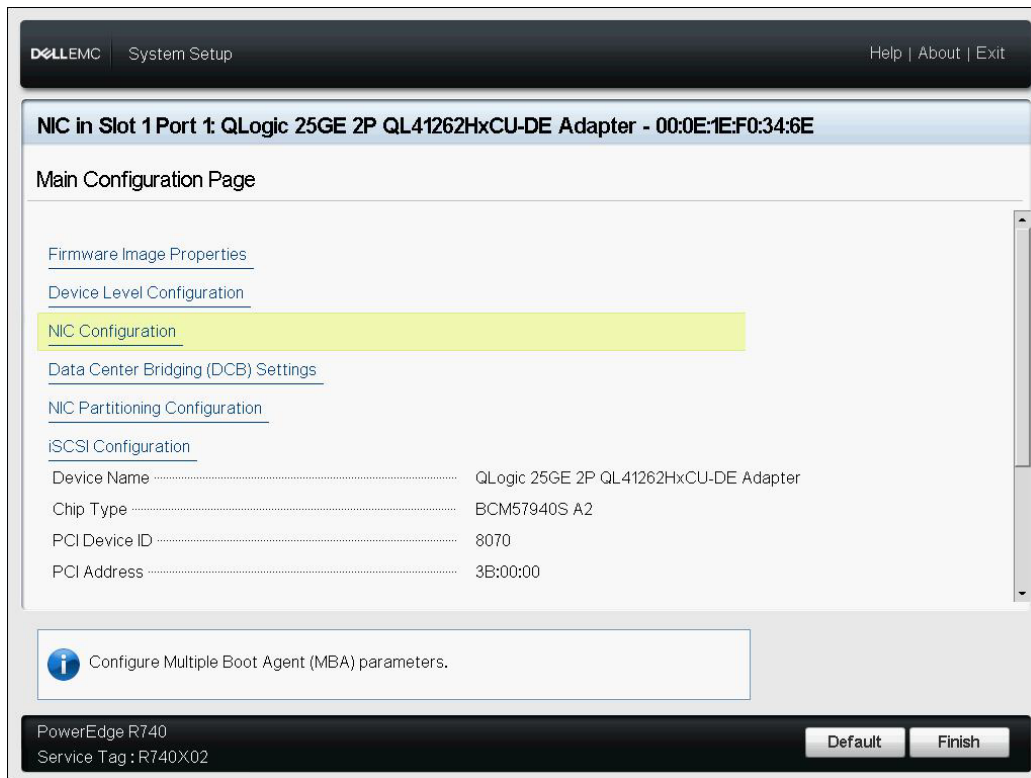 DELLEMC System Setup
Help | About | Exit
NIC in Slot 1 Port 1: QLogic 25GE 2P QL41262HxCU-DE Adapter - 00:0E:1E:F0:34:6E
Main Configuration Page
Firmware Image Properties
Device Level Configuration
NIC Configuration
Data Center Bridging (DCB) Settings
NIC Partitioning Configuration
iSCSI Configuration
Device Name QLogic 25GE 2P QL41262HxCU-DE Adapter
Chip Type BCM57940S A2
PCI Device ID 8070
PCI Address 3B:00:00
Configure Multiple Boot Agent (MBA) parameters.
PowerEdge R740
Service Tag : R740X02
Default Finish